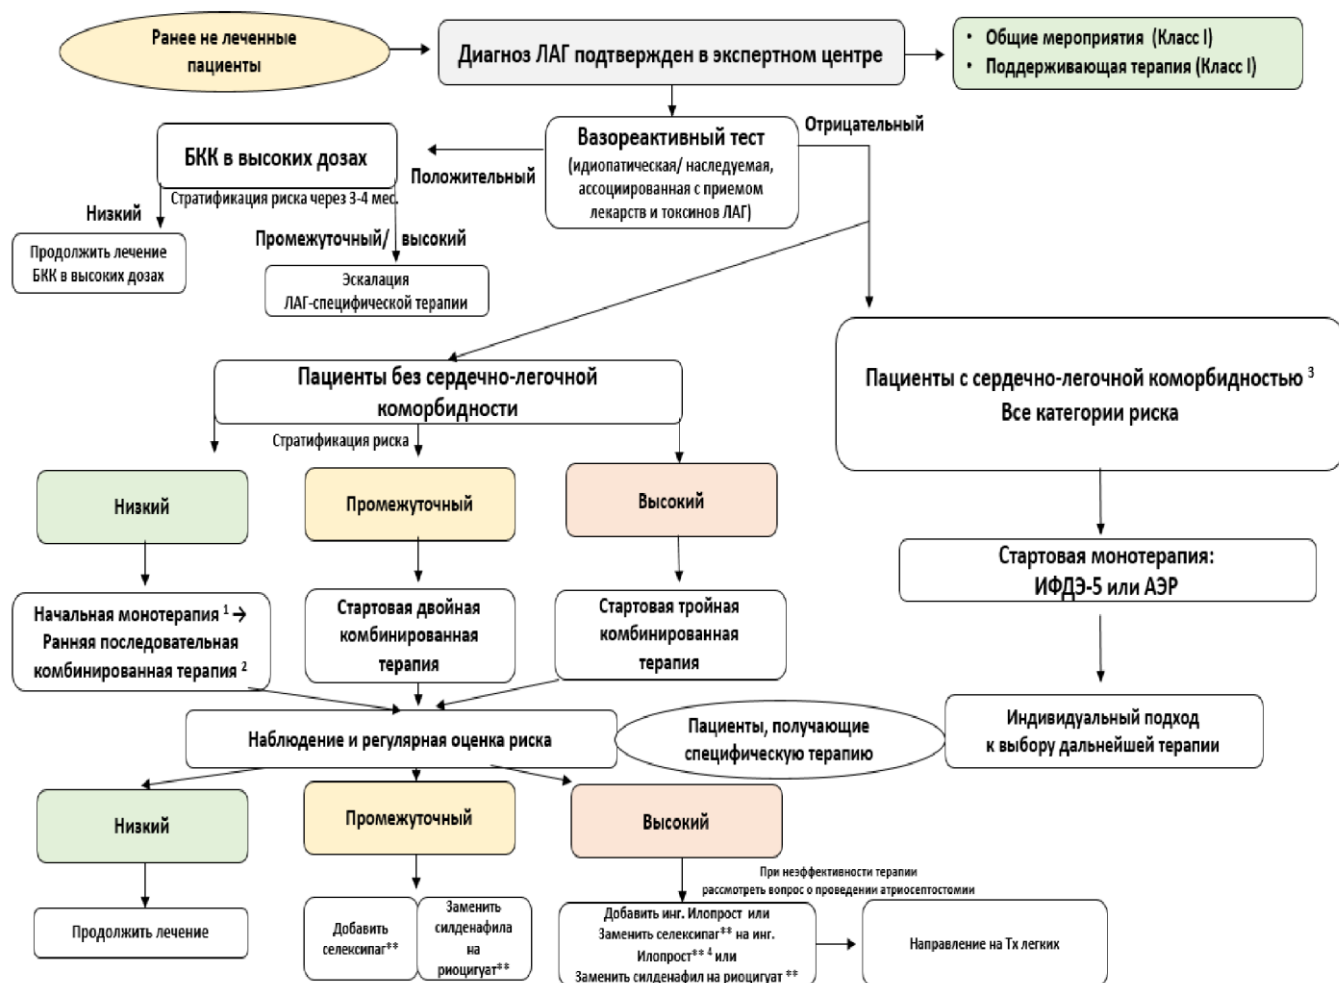 Ранее не леченные
пациенты
Диагноз ЛАГ подтвержден в экспертном центре
• Общие мероприятия (Класс I)
• Поддерживающая терапия (Класс I)
Вазореактивный тест
(идиопатическая/ наследуемая,
ассоциированная с приемом
лекарств и токсинов ЛАГ)
Отрицательный
Положительный
БКК в высоких дозах
Стратификация риска через 3-4 мес.
Низкий
Промежуточный/ высокий
Продолжить лечение
БКК в высоких дозах
Эскалация
ЛАГ-специфической терапии
Пациенты без сердечно-легочной
коморбидности
Пациенты с сердечно-легочной коморбидностью ³
Все категории риска
Стратификация риска
Низкий
Промежуточный
Высокий
Стартовая монотерапия:
ИФДЭ-5 или АЭР
Начальная монотерапия ¹ →
Ранняя последовательная
комбинированная терапия ²
Стартовая двойная
комбинированная
терапия
Стартовая тройная
комбинированная
терапия
Наблюдение и регулярная оценка риска
Пациенты, получающие
специфическую терапию
Индивидуальный подход
к выбору дальнейшей терапии
Низкий
Промежуточный
Высокий
При неэффективности терапии
рассмотреть вопрос о проведении атриосептостомии
Продолжить лечение
Добавить
селексипаг**
Заменить
силденафила
на
риоцигуат**
Добавить инг. Илопрост или
Заменить селексипаг** на инг.
Илопрост** ⁴ или
Заменить силденафил на риоцигуат **
Направление на Тх легких